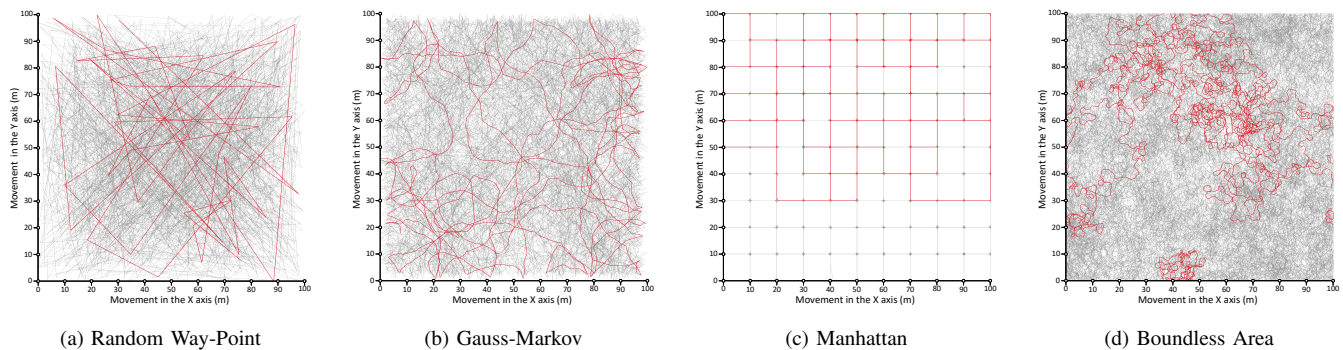 100
90
80
70
60
50
40
30
20
10
0
Movement in the Y axis (m)
0 10 20 30 40 50 60 70 80 90 100
Movement in the X axis (m)
(a) Random Way-Point
100
90
80
70
60
50
40
30
20
10
0
Movement in the Y axis (m)
0 10 20 30 40 50 60 70 80 90 100
Movement in the X axis (m)
(b) Gauss-Markov
100
90
80
70
60
50
40
30
20
10
0
Movement in the Y axis (m)
0 10 20 30 40 50 60 70 80 90 100
Movement in the X axis (m)
(c) Manhattan
100
90
80
70
60
50
40
30
20
10
0
Movement in the Y axis (m)
0 10 20 30 40 50 60 70 80 90 100
Movement in the X axis (m)
(d) Boundless Area